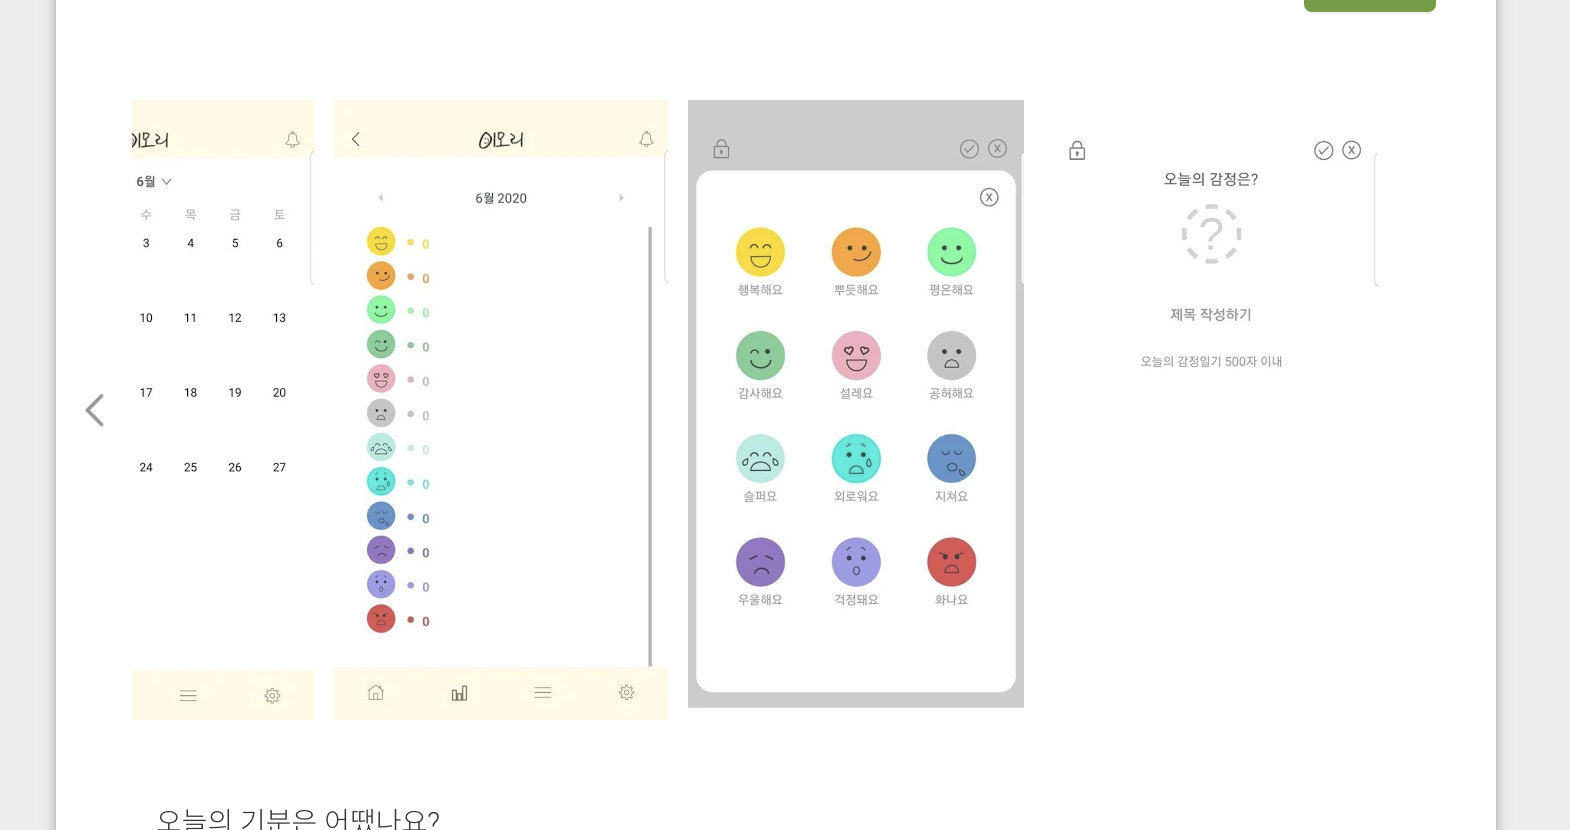 이모리
6월
수 목 금 토
3 4 5 6
10 11 12 13
17 18 19 20
24 25 26 27
이모리
6월 2020
0
0
0
0
0
0
0
0
0
0
0
0
행복해요 뿌듯해요 평온해요
감사해요 설레요 공허해요
슬퍼요 외로워요 지쳐요
우울해요 걱정돼요 화나요
오늘의 감정은?
?
제목 작성하기
오늘의 감정일기 500자 이내
오늘의 기분은 어땠나요?